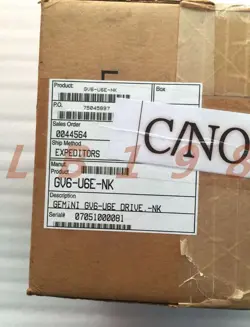 Product: GV6-U6E-NK
Box
P.O. 75045697
Sales Order
0044564
Ship Method
EXPEDITORS
C/NO
Manuf
Product
GV6-U6E-NK
Description
GEMINI GV6-U6E DRIVE.-NK
Serial# 07051000081